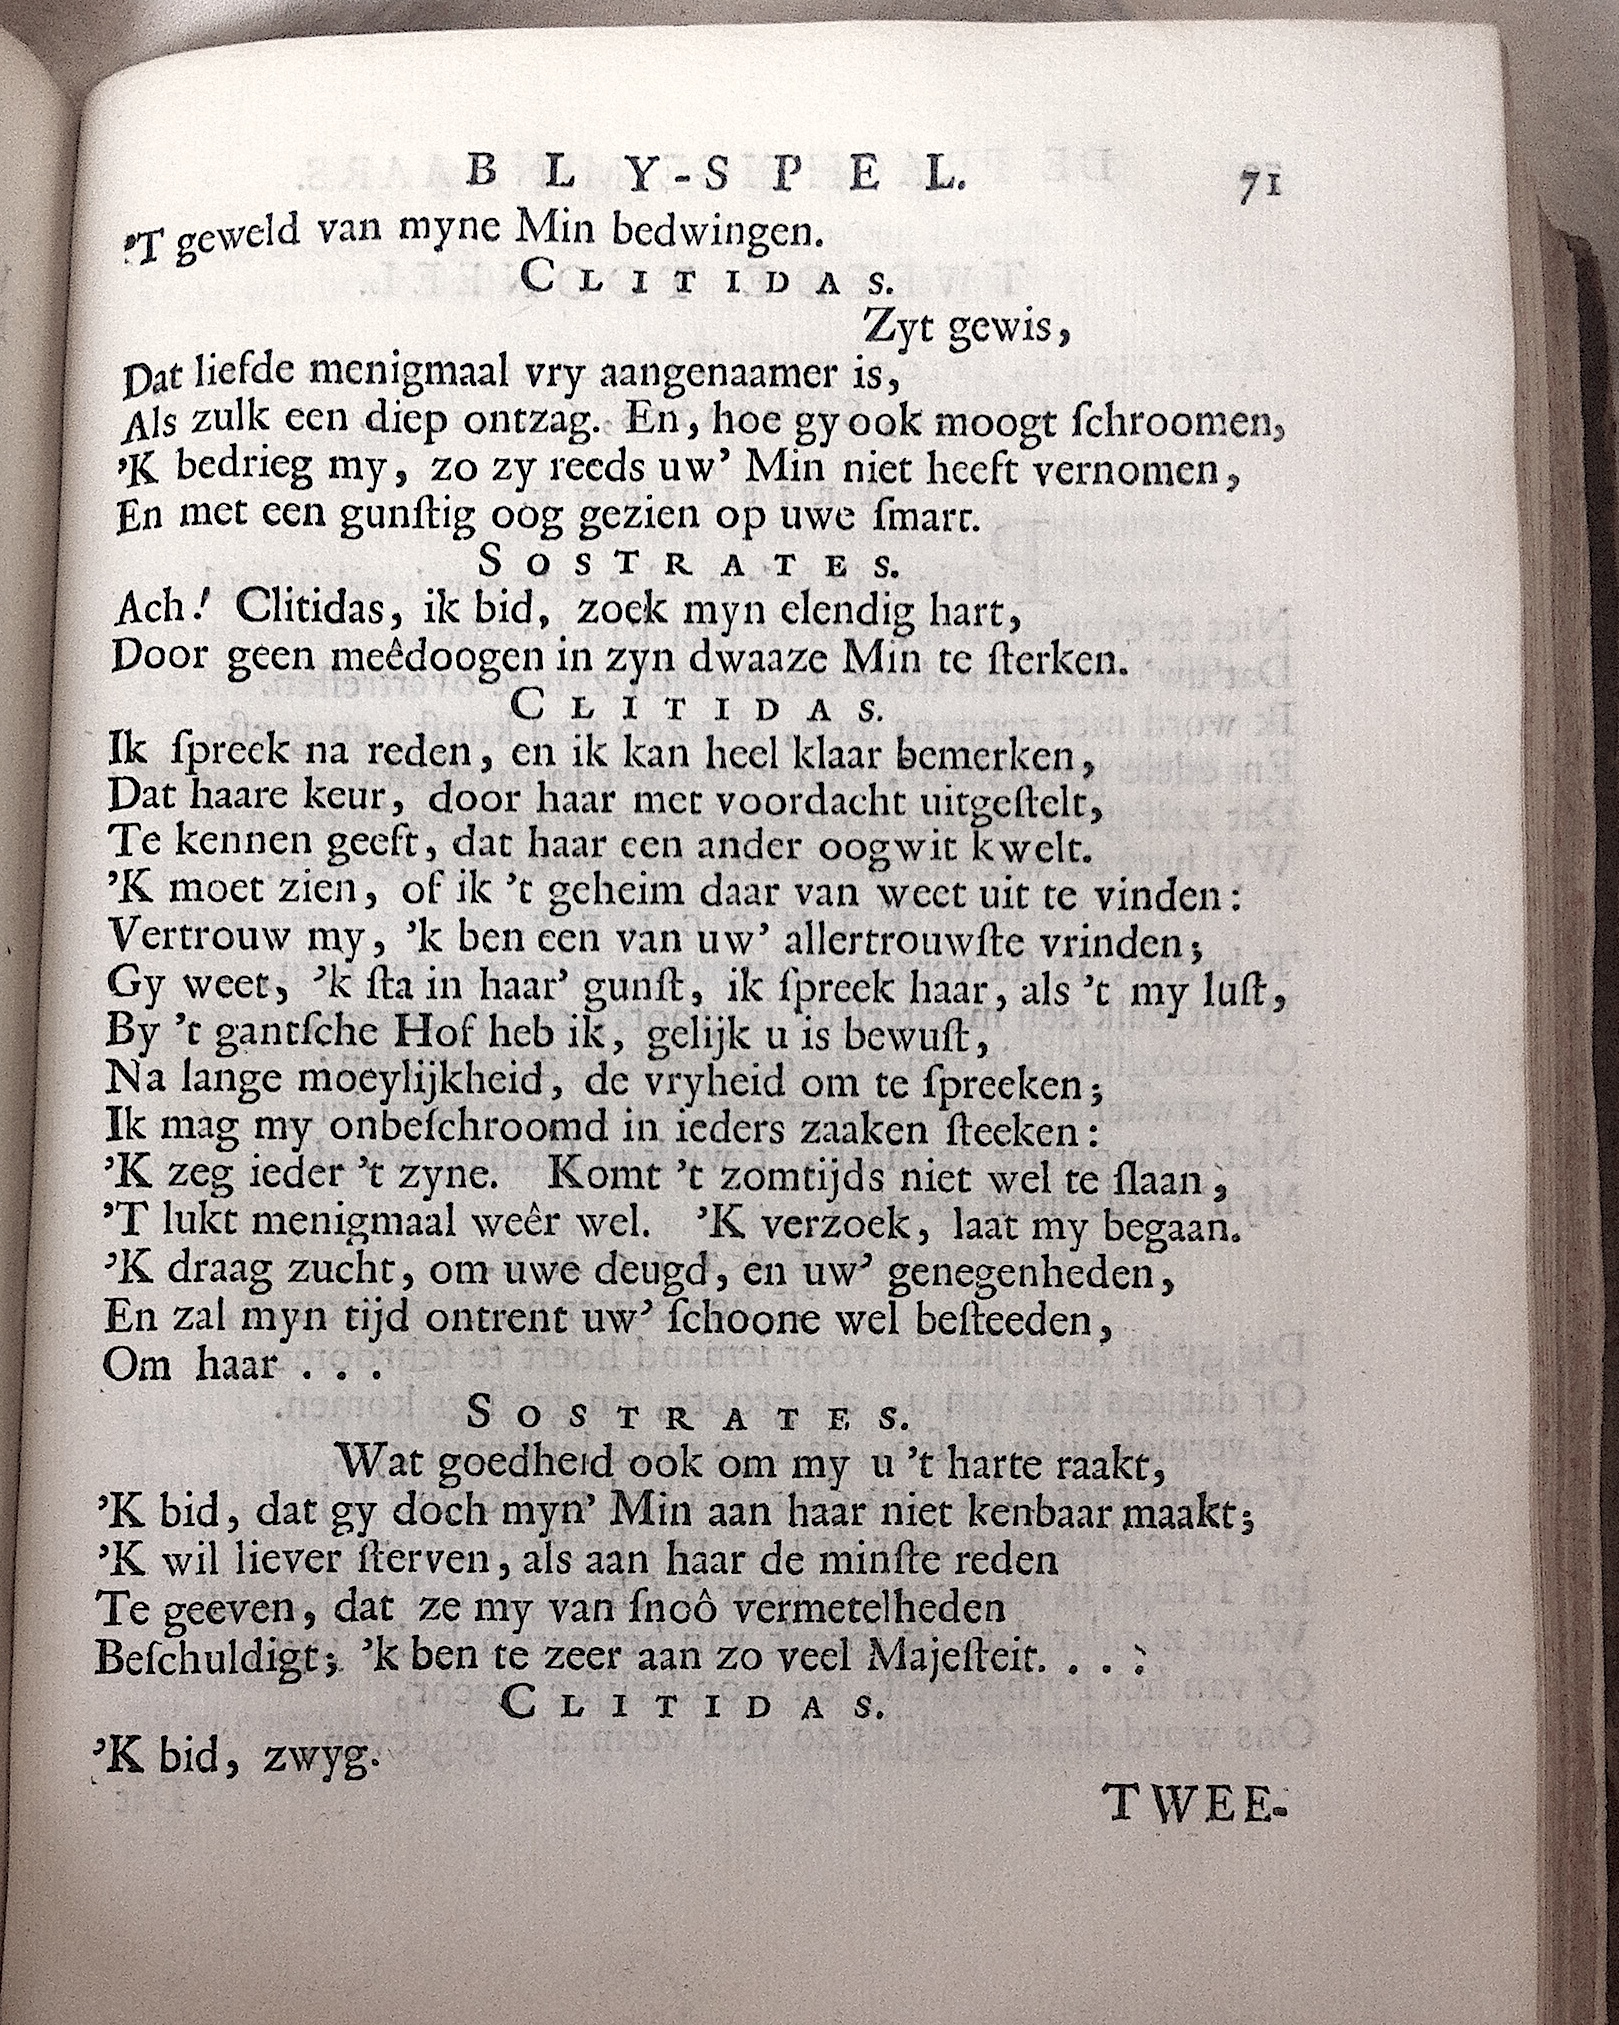 BLY-SPEL. 71
'T geweld van myne Min bedwingen.
CLITIDAS.
Zyt gewis,
Dat liefde menigmaal vry aangenaamer is,
Als zulk een diep ontzag. En, hoe gy ook moogt ſchroomen,
'K bedrieg my, zo zy reeds uw' Min niet heeft vernomen,
En met een gunſtig oog gezien op uwe ſmart.
SOSTRATES.
Ach! Clitidas, ik bid, zoek myn elendig hart,
Door geen meêdoogen in zyn dwaaze Min te ſterken.
CLITIDAS.
Ik ſpreek na reden, en ik kan heel klaar bemerken,
Dat haare keur, door haar met voordacht uitgeſtelt,
Te kennen geeft, dat haar een ander oogwit kwelt.
'K moet zien, of ik 't geheim daar van weet uit te vinden:
Vertrouw my, 'k ben een van uw' allertrouwſte vrinden;
Gy weet, 'k ſta in haar' gunſt, ik ſpreek haar, als 't my luſt,
By 't gantſche Hof heb ik, gelijk u is bewuſt,
Na lange moeylijkheid, de vryheid om te ſpreeken;
Ik mag my onbeſchroomd in ieders zaaken ſteeken:
'K zeg ieder 't zyne. Komt 't zomtijds niet wel te ſlaan,
'T lukt menigmaal weêr wel. 'K verzoek, laat my begaan.
'K draag zucht, om uwe deugd, en uw' genegenheden,
En zal myn tijd ontrent uw' ſchoone wel beſteeden,
Om haar . . .
SOSTRATES.
Wat goedheid ook om my u 't harte raakt,
'K bid, dat gy doch myn' Min aan haar niet kenbaar maakt;
'K wil liever ſterven, als aan haar de minſte reden
Te geeven, dat ze my van ſnoô vermetelheden
Beſchuldigt; 'k ben te zeer aan zo veel Majeſteit. . . .
CLITIDAS.
'K bid, zwyg.
TWEE-